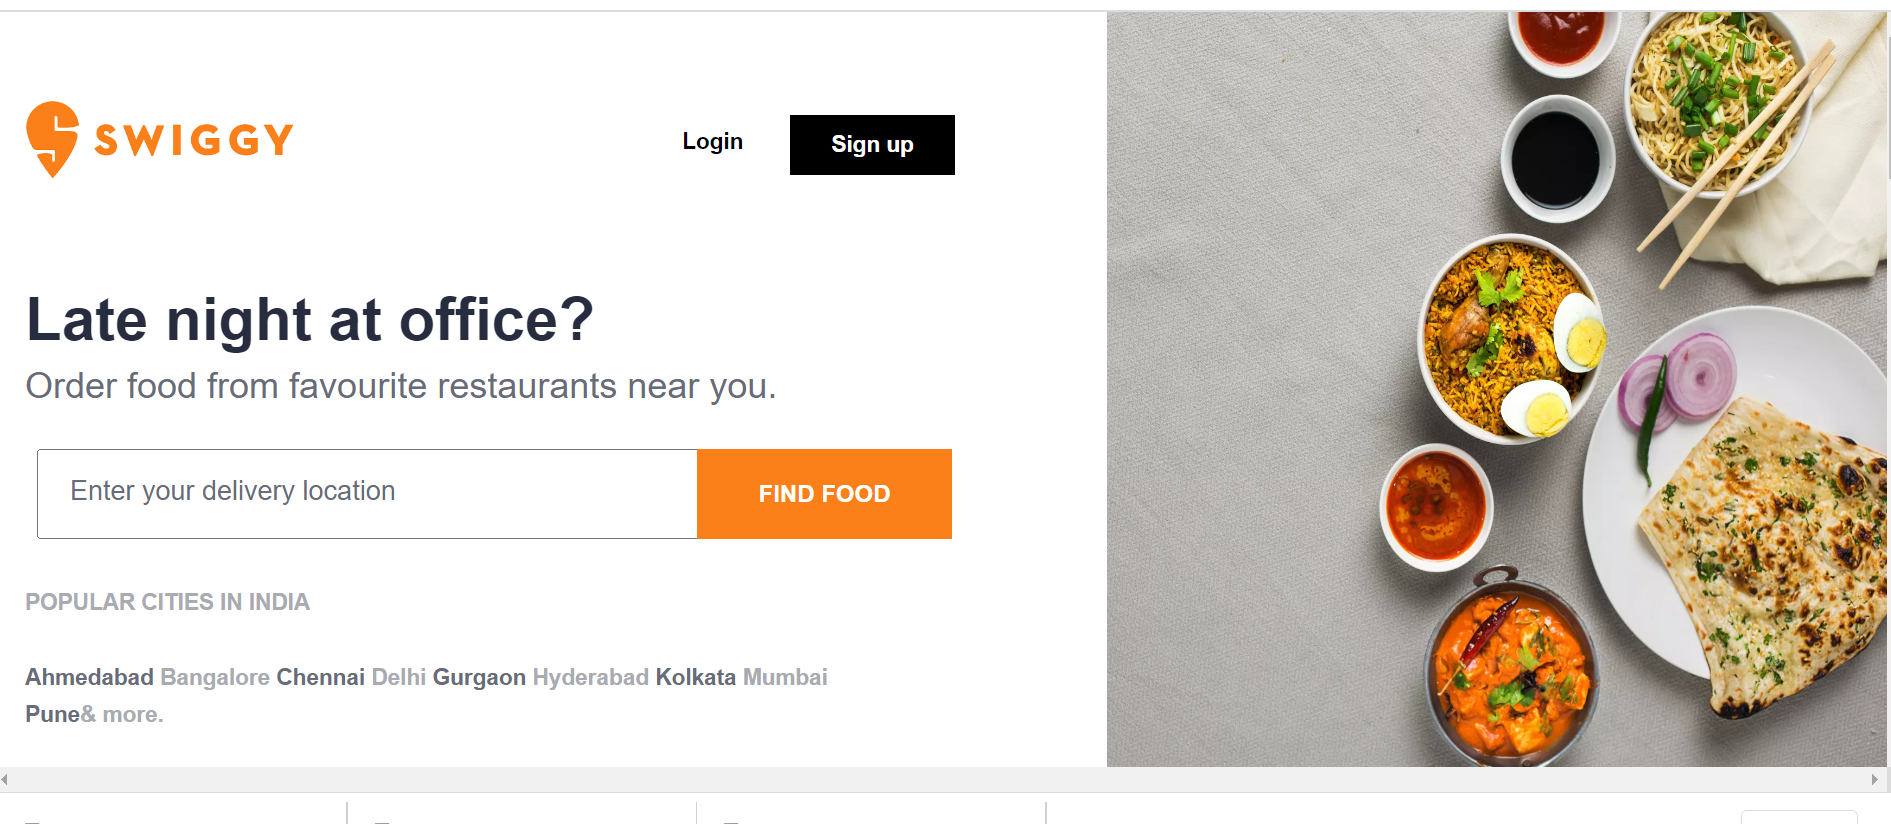 SWIGGY
Login
Sign up
Late night at office?
Order food from favourite restaurants near you.
Enter your delivery location
FIND FOOD
POPULAR CITIES IN INDIA
Ahmedabad Bangalore Chennai Delhi Gurgaon Hyderabad Kolkata Mumbai
Pune& more.